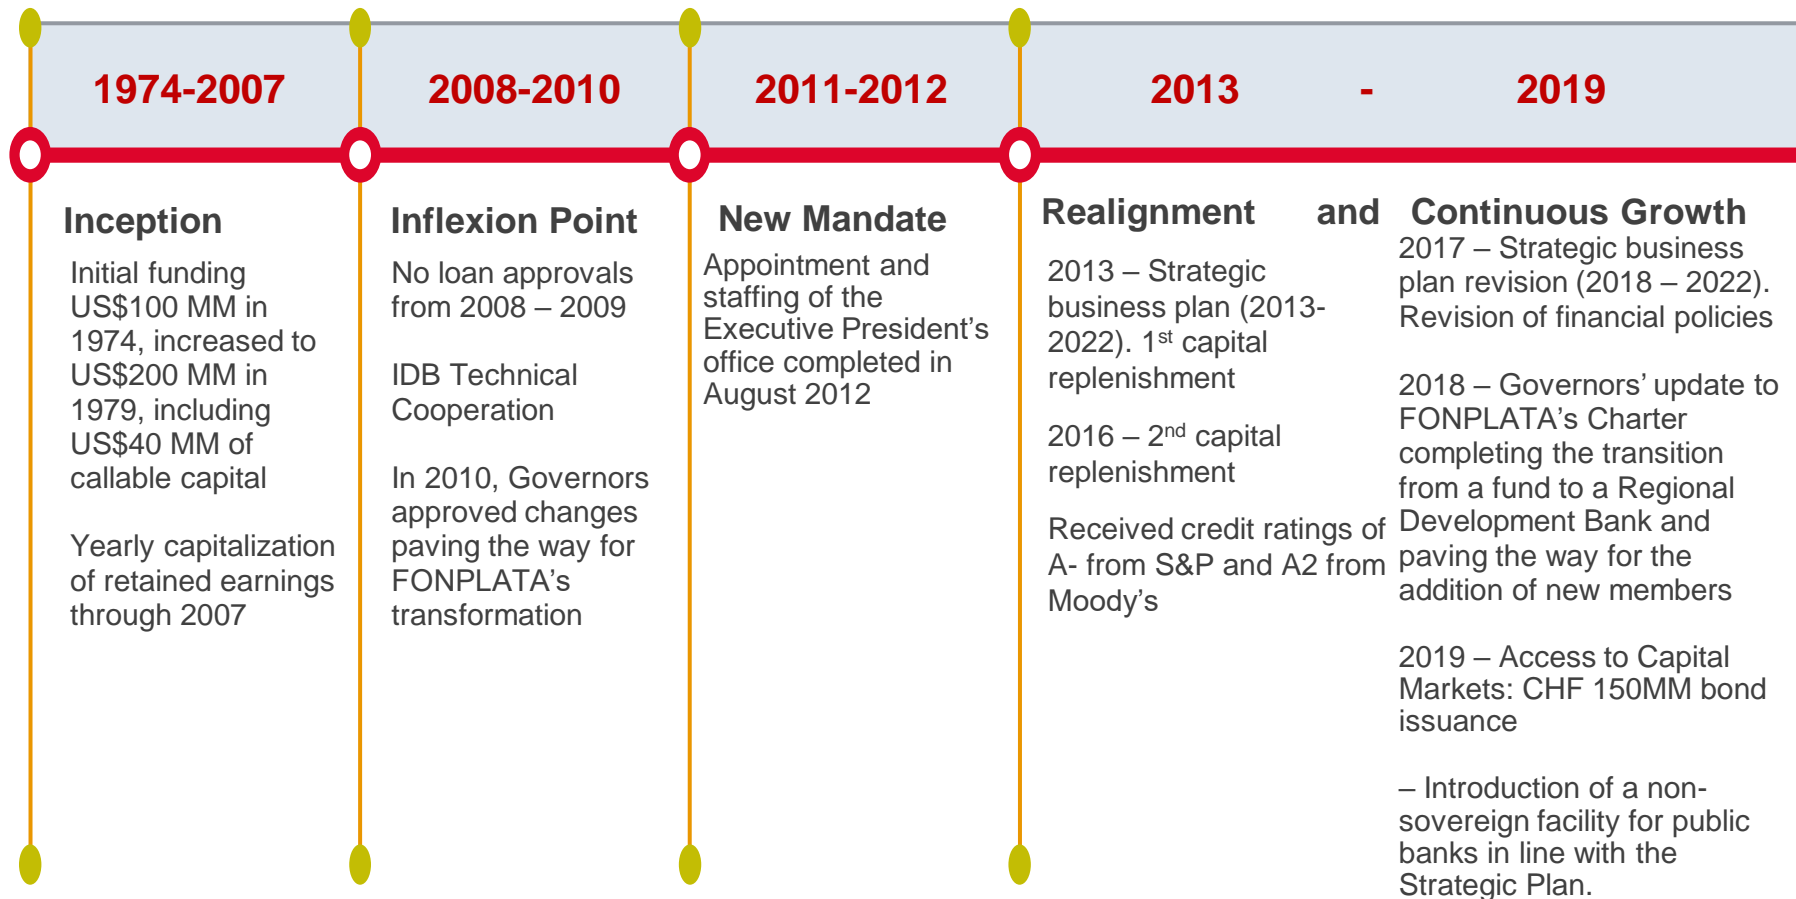 1974-2007
2008-2010
2011-2012
2013 - 2019
Inception
Initial funding
US$100 MM in
1974, increased to
US$200 MM in
1979, including
US$40 MM of
callable capital
Yearly capitalization
of retained earnings
through 2007
Inflexion Point
No loan approvals
from 2008 – 2009
IDB Technical
Cooperation
In 2010, Governors
approved changes
paving the way for
FONPLATA’s
transformation
New Mandate
Appointment and
staffing of the
Executive President’s
office completed in
August 2012
Realignment and Continuous Growth
2013 – Strategic
business plan (2013-
2022). 1st capital
replenishment
2016 – 2nd capital
replenishment
Received credit ratings of
A- from S&P and A2 from
Moody’s
2017 – Strategic business
plan revision (2018 – 2022).
Revision of financial policies
2018 – Governors’ update to
FONPLATA’s Charter
completing the transition
from a fund to a Regional
Development Bank and
paving the way for the
addition of new members
2019 – Access to Capital
Markets: CHF 150MM bond
issuance
– Introduction of a non-
sovereign facility for public
banks in line with the
Strategic Plan.